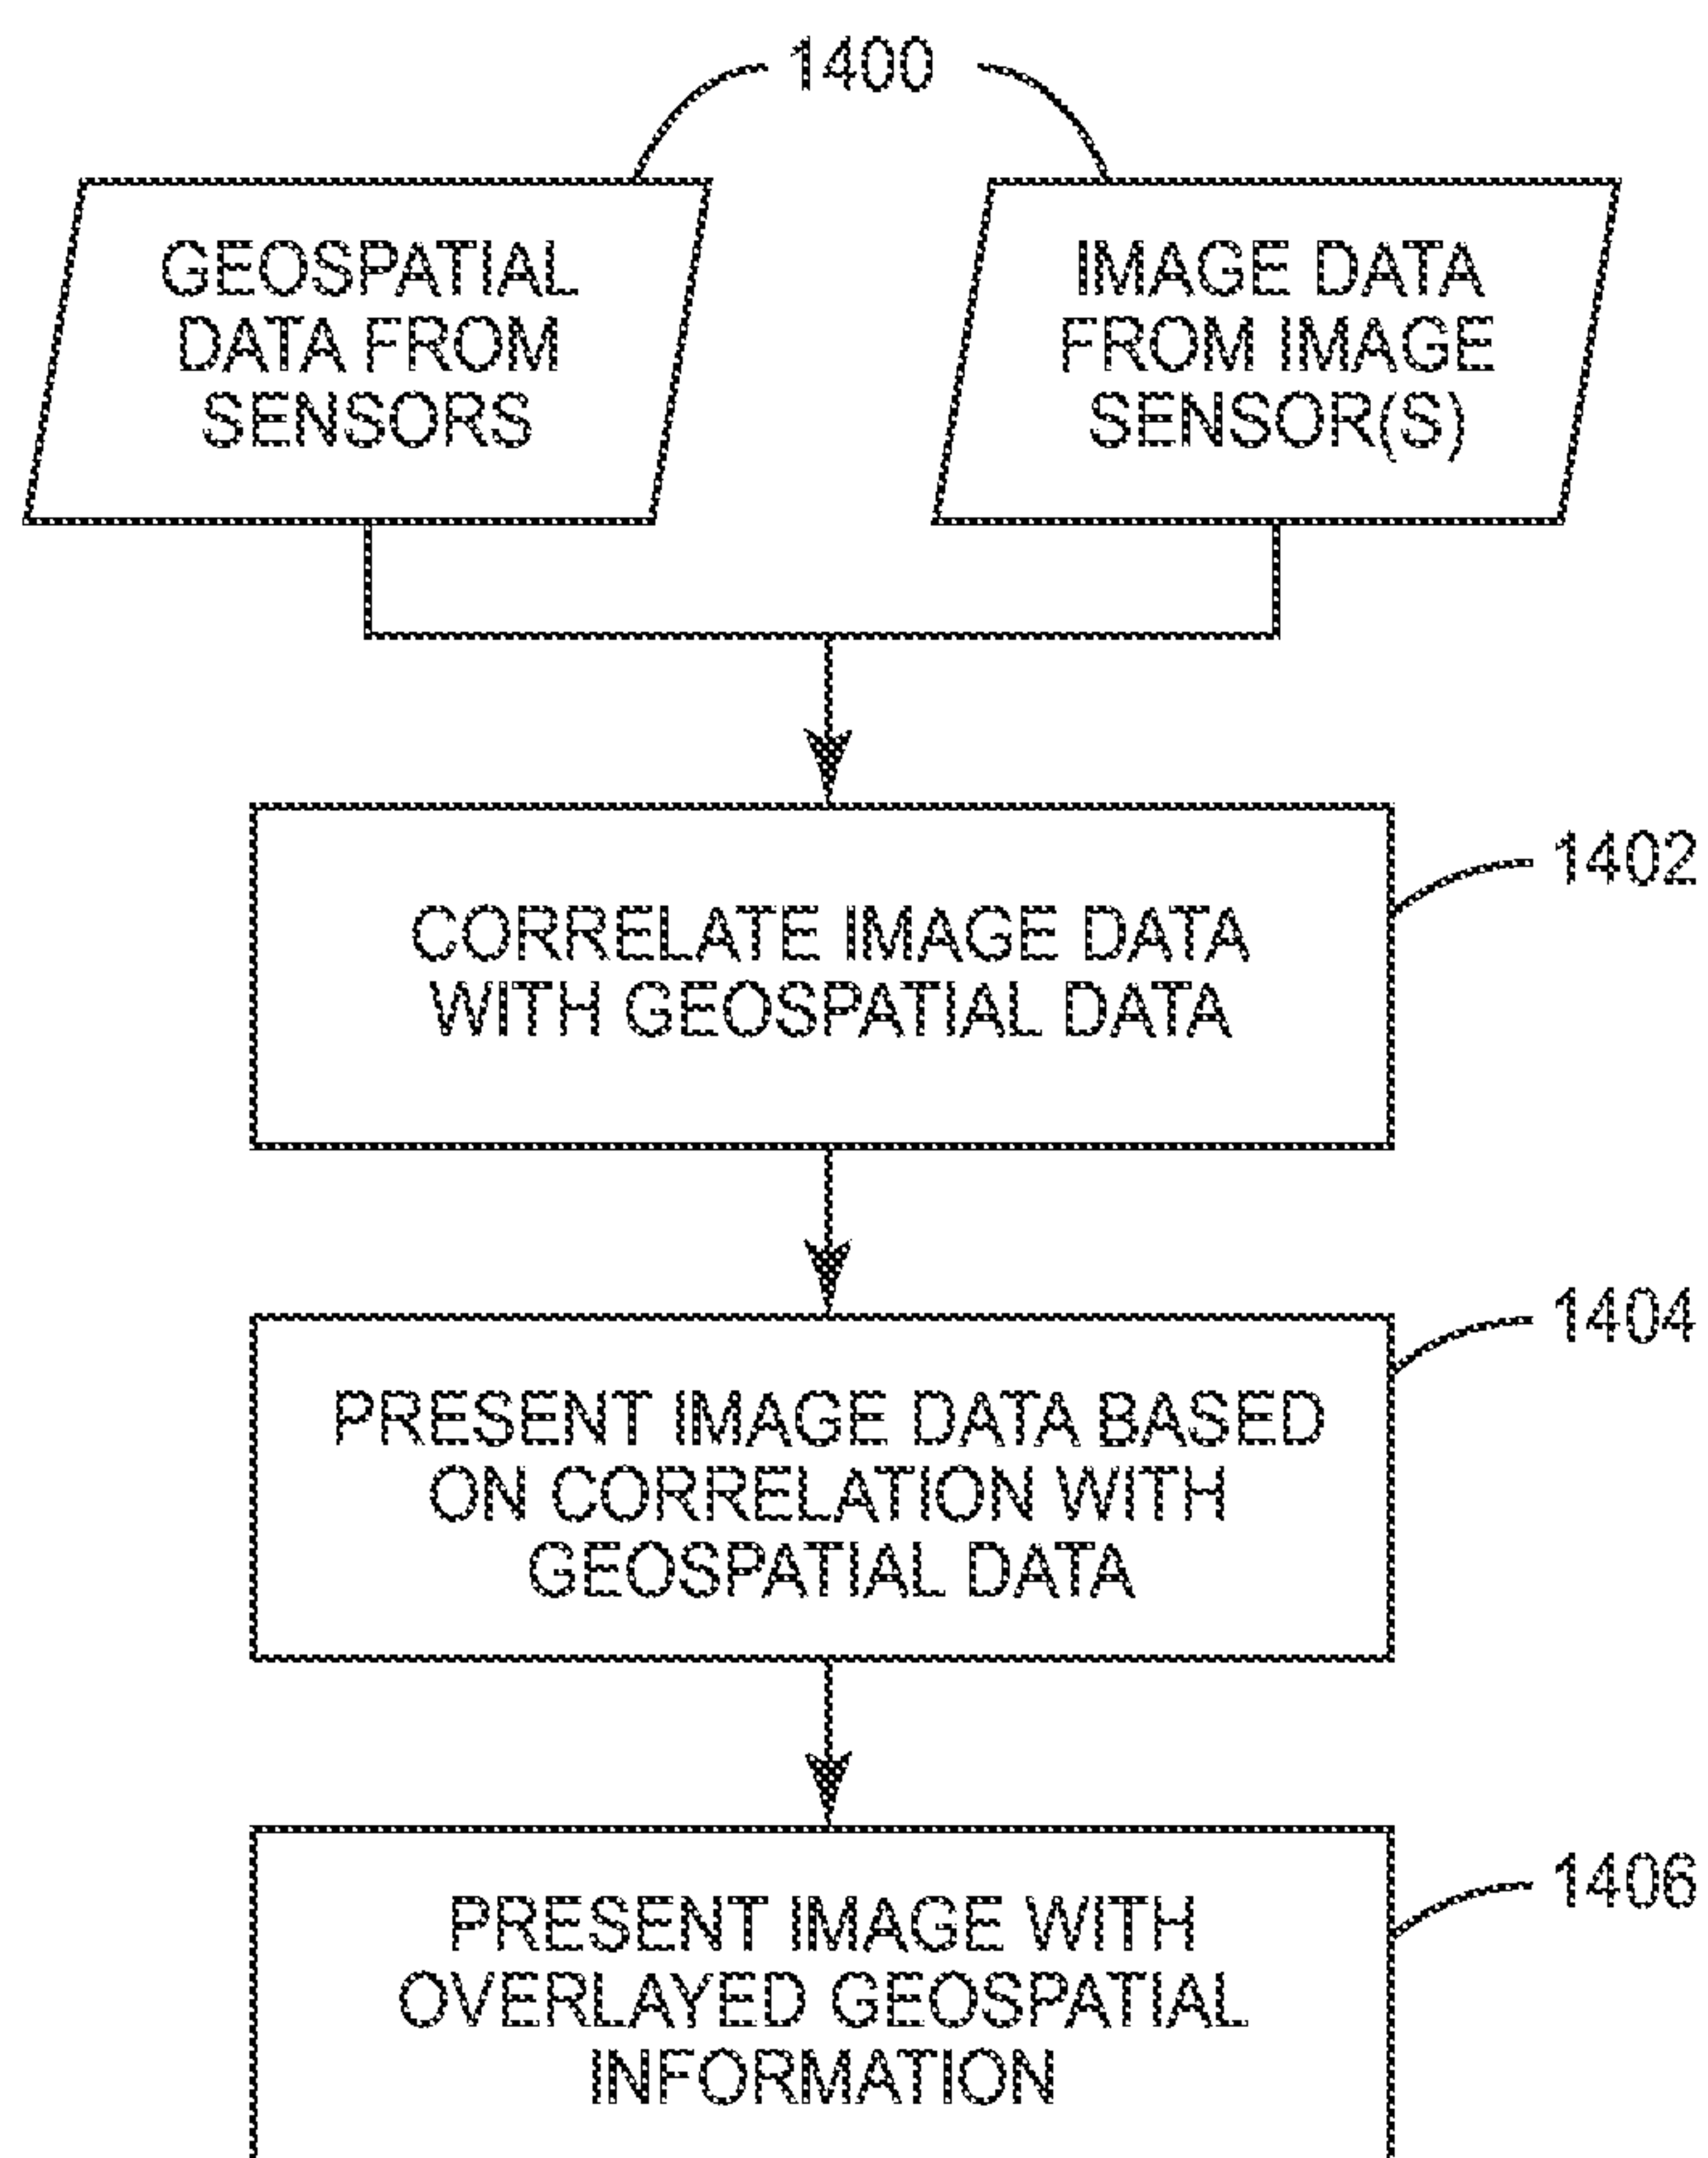 1400
GEOSPATIAL
DATA FROM
SENSORS
IMAGE DATA
FROM IMAGE
SENSOR(S)
CORRELATE IMAGE DATA
WITH GEOSPATIAL DATA
1402
PRESENT IMAGE DATA BASED
ON CORRELATION WITH
GEOSPATIAL DATA
1404
PRESENT IMAGE WITH
OVERLAYED GEOSPATIAL
INFORMATION
1406